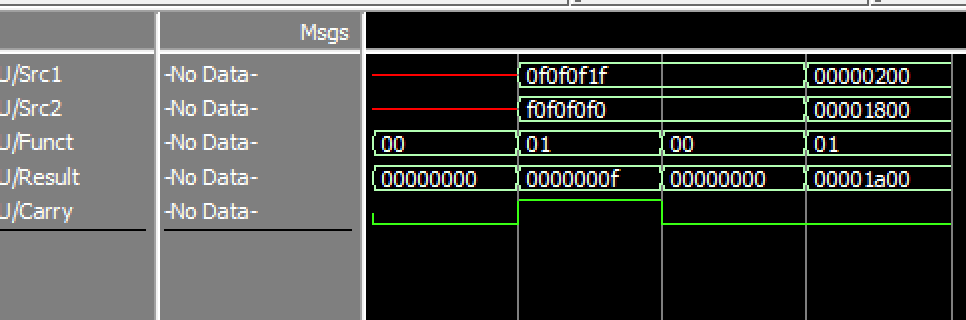 Msgs
U/Src1 -No Data- 0f0f0f1f 00000200
U/Src2 -No Data- f0f0f0f0 00001800
U/Funct -No Data- 00 01 00 01
U/Result -No Data- 00000000 0000000f 00000000 00001a00
U/Carry -No Data-